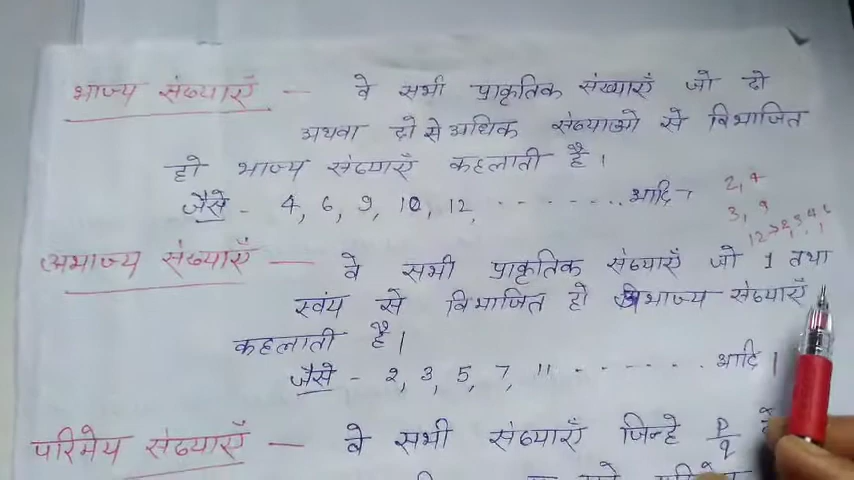 भाज्य संख्याएँ — वे सभी प्राकृतिक संख्याएँ जो दो
अथवा दो से अधिक संख्याओ से विभाजित
हो भाज्य संख्याएँ कहलाती है।
जैसे - 4, 6, 9, 10, 12, ........ आदि
2, 4
3, 9
12
अभाज्य संख्याएँ — वे सभी प्राकृतिक संख्याएँ जो 1 तथा
स्वंय से विभाजित हो अभाज्य संख्याएँ
कहलाती है।
जैसे - 2, 3, 5, 7, 11 ....... आदि।
परिमेय संख्याएँ — वे सभी संख्याएँ जिन्हे p/q